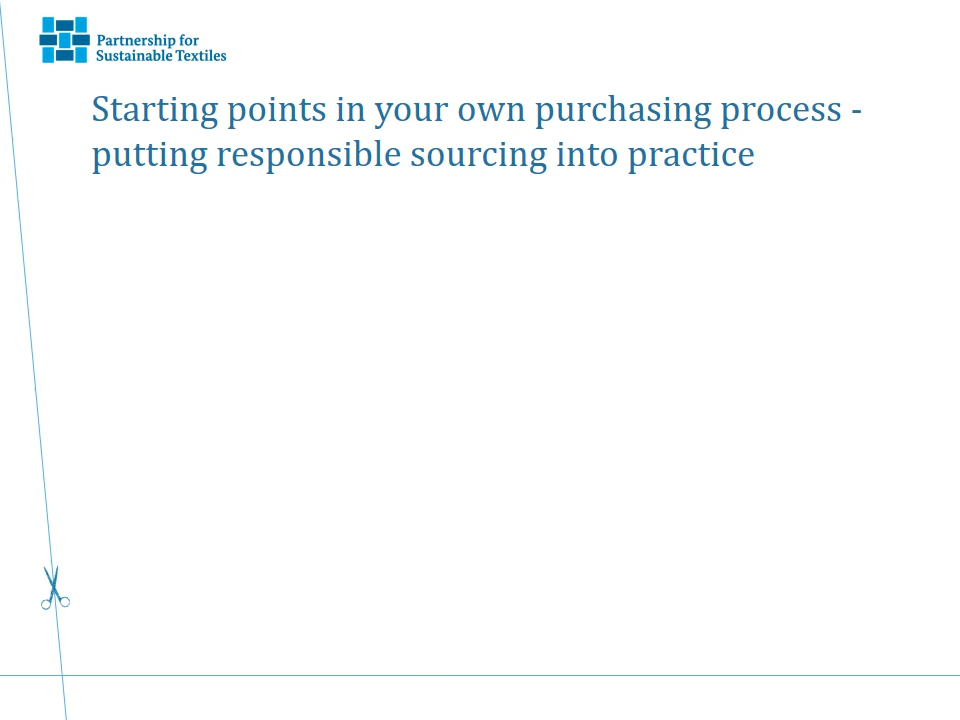 Partnership for
Sustainable Textiles
Starting points in your own purchasing process -
putting responsible sourcing into practice